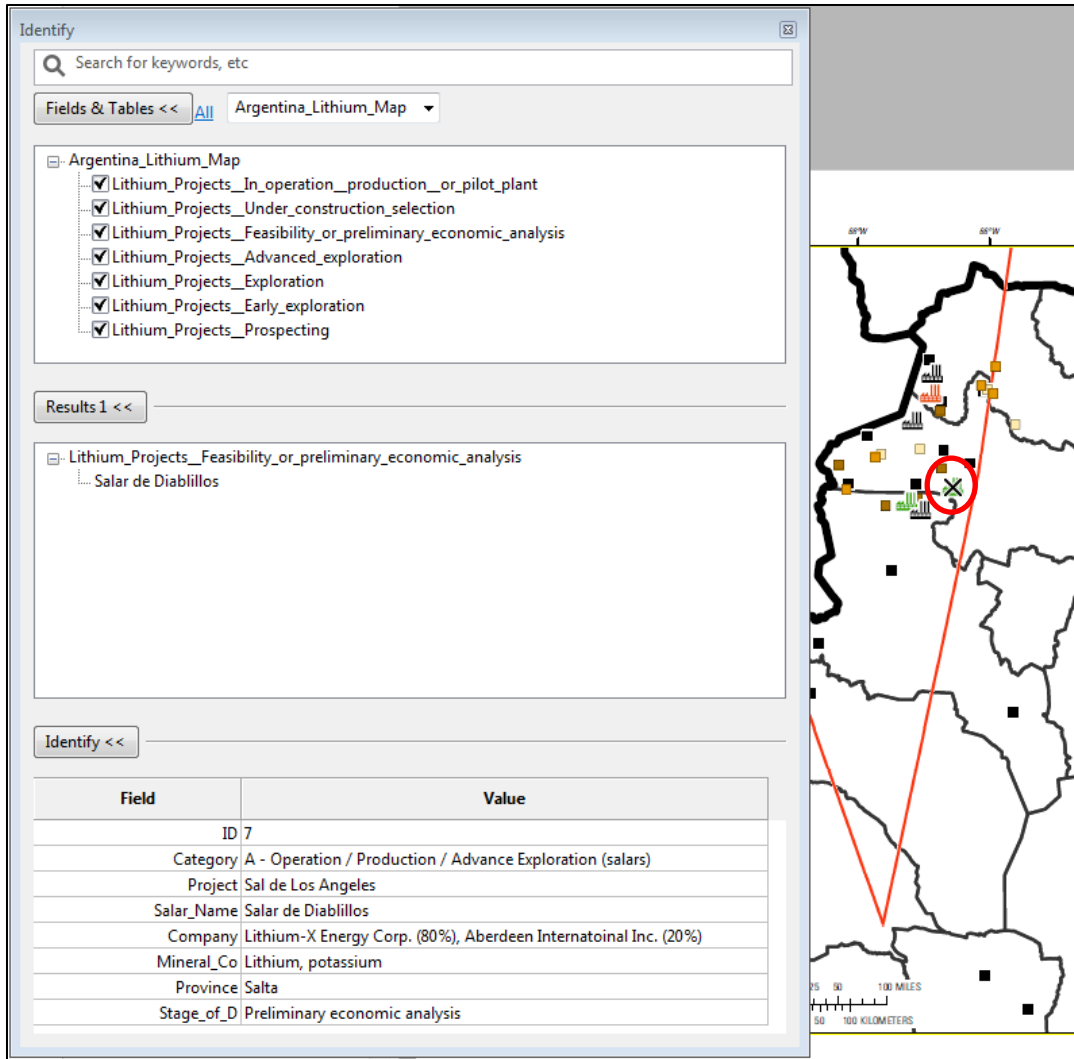 Identify
Search for keywords, etc
Fields & Tables << All Argentina_Lithium_Map
Argentina_Lithium_Map
Lithium_Projects__In_operation__production__or_pilot_plant
Lithium_Projects__Under_construction_selection
Lithium_Projects__Feasibility_or_preliminary_economic_analysis
Lithium_Projects__Advanced_exploration
Lithium_Projects__Exploration
Lithium_Projects__Early_exploration
Lithium_Projects__Prospecting
68°W 66°W
Results 1 <<
Lithium_Projects__Feasibility_or_preliminary_economic_analysis
Salar de Diablillos
Identify <<
Field Value
ID 7
Category A - Operation / Production / Advance Exploration (salars)
Project Sal de Los Angeles
Salar_Name Salar de Diablillos
Company Lithium-X Energy Corp. (80%), Aberdeen Internatoinal Inc. (20%)
Mineral_Co Lithium, potassium
Province Salta
Stage_of_D Preliminary economic analysis
25 50 100 MILES
50 100 KILOMETERS